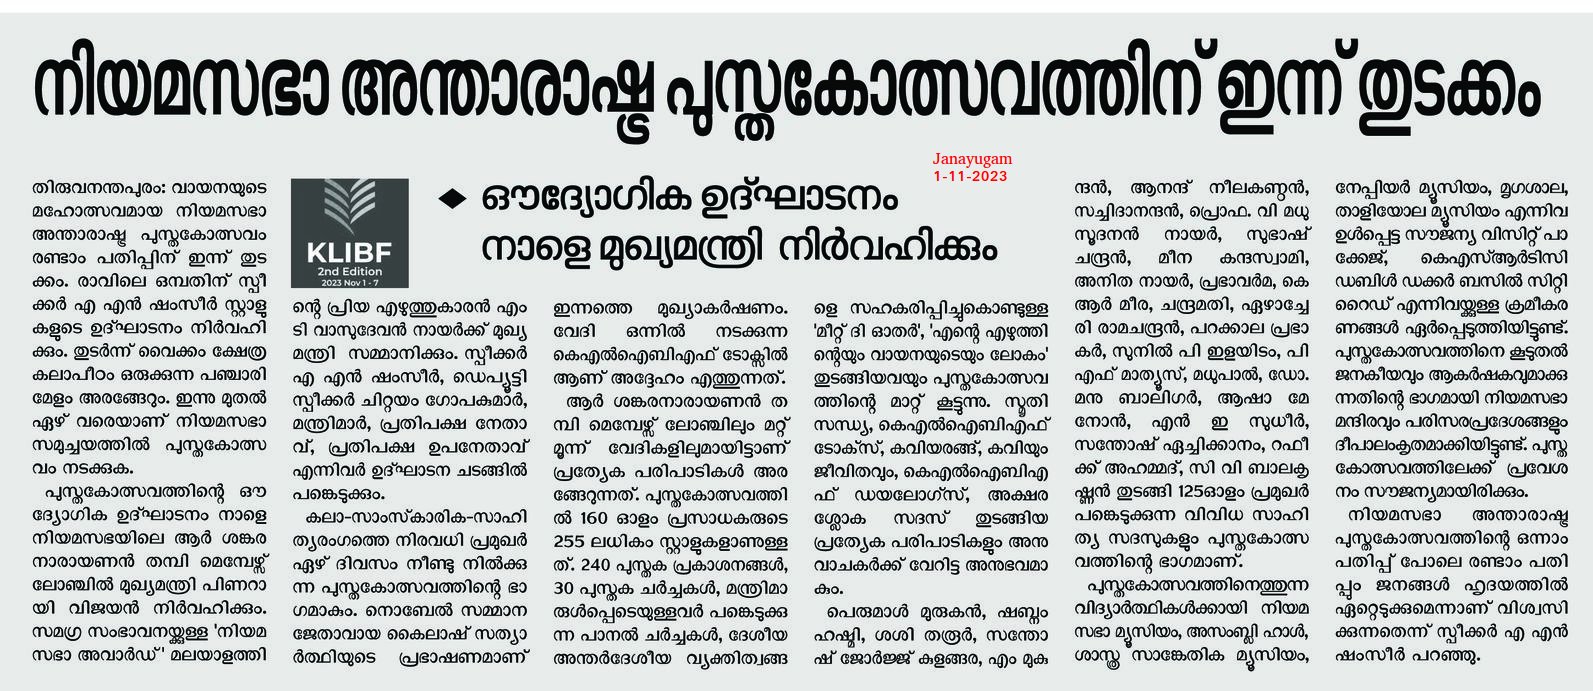 നിയമസഭാ അന്താരാഷ്ട്ര പുസ്തകോത്സവത്തിന് ഇന്ന് തുടക്കം
Janayugam
1-11-2023
◆ ഔദ്യോഗിക ഉദ്ഘാടനം
നാളെ മുഖ്യമന്ത്രി നിർവഹിക്കും
തിരുവനന്തപുരം: വായനയുടെ
മഹോത്സവമായ നിയമസഭാ
അന്താരാഷ്ട്ര പുസ്തകോത്സവം
രണ്ടാം പതിപ്പിന് ഇന്ന് തുട
ക്കം. രാവിലെ ഒമ്പതിന് സ്പീ
ക്കർ എ എൻ ഷംസീർ സ്റ്റാളു
കളുടെ ഉദ്ഘാടനം നിർവഹി
ക്കും. തുടർന്ന് വൈക്കം ക്ഷേത്ര
കലാപീഠം ഒരുക്കുന്ന പഞ്ചാരി
മേളം അരങ്ങേറും. ഇന്നു മുതൽ
ഏഴ് വരെയാണ് നിയമസഭാ
സമുച്ചയത്തിൽ പുസ്തകോത്സ
വം നടക്കുക.
പുസ്തകോത്സവത്തിന്റെ ഔ
ദ്യോഗിക ഉദ്ഘാടനം നാളെ
നിയമസഭയിലെ ആർ ശങ്കര
നാരായണൻ തമ്പി മെമ്പേഴ്സ്
ലോഞ്ചിൽ മുഖ്യമന്ത്രി പിണറാ
യി വിജയൻ നിർവഹിക്കും.
സമഗ്ര സംഭാവനയ്ക്കുള്ള 'നിയമ
സഭാ അവാർഡ്' മലയാളത്തി
KLIBF
2nd Edition
2023 Nov 1 - 7
ന്റെ പ്രിയ എഴുത്തുകാരൻ എം
ടി വാസുദേവൻ നായർക്ക് മുഖ്യ
മന്ത്രി സമ്മാനിക്കും. സ്പീക്കർ
എ എൻ ഷംസീർ, ഡെപ്യൂട്ടി
സ്പീക്കർ ചിറ്റയം ഗോപകുമാർ,
മന്ത്രിമാർ, പ്രതിപക്ഷ നേതാ
വ്, പ്രതിപക്ഷ ഉപനേതാവ്
എന്നിവർ ഉദ്ഘാടന ചടങ്ങിൽ
പങ്കെടുക്കും.
കലാ-സാംസ്കാരിക-സാഹി
ത്യരംഗത്തെ നിരവധി പ്രമുഖർ
ഏഴ് ദിവസം നീണ്ടു നിൽക്കു
ന്ന പുസ്തകോത്സവത്തിന്റെ ഭാ
ഗമാകും. നൊബേൽ സമ്മാന
ജേതാവായ കൈലാഷ് സത്യാ
ർത്ഥിയുടെ പ്രഭാഷണമാണ്
ഇന്നത്തെ മുഖ്യാകർഷണം.
വേദി ഒന്നിൽ നടക്കുന്ന
കെഎൽഐബിഎഫ് ടോക്കിൽ
ആണ് അദ്ദേഹം എത്തുന്നത്.
ആർ ശങ്കരനാരായണൻ ത
മ്പി മെമ്പേഴ്സ് ലോഞ്ചിലും മറ്റ്
മൂന്ന് വേദികളിലുമായിട്ടാണ്
പ്രത്യേക പരിപാടികൾ അര
ങ്ങേറുന്നത്. പുസ്തകോത്സവത്തി
ൽ 160 ഓളം പ്രസാധകരുടെ
255 ലധികം സ്റ്റാളുകളാണുള്ള
ത്. 240 പുസ്തക പ്രകാശനങ്ങൾ,
30 പുസ്തക ചർച്ചകൾ, മന്ത്രിമാ
രുൾപ്പെടെയുള്ളവർ പങ്കെടുക്കു
ന്ന പാനൽ ചർച്ചകൾ, ദേശീയ
അന്തർദേശീയ വ്യക്തിത്വങ്ങ
ളെ സഹകരിപ്പിച്ചുകൊണ്ടുള്ള
'മീറ്റ് ദി ഓതർ', 'എന്റെ എഴുത്തി
ന്റെയും വായനയുടെയും ലോകം'
തുടങ്ങിയവയും പുസ്തകോത്സവ
ത്തിന്റെ മാറ്റ് കൂട്ടുന്നു. സ്മൃതി
സന്ധ്യ, കെഎൽഐബിഎഫ്
ടോക്സ്, കവിയരങ്ങ്, കവിയും
ജീവിതവും, കെഎൽഐബിഎ
ഫ് ഡയലോഗ്സ്, അക്ഷര
ശ്ലോക സദസ് തുടങ്ങിയ
പ്രത്യേക പരിപാടികളും അനു
വാചകർക്ക് വേറിട്ട അനുഭവമാ
കും.
പെരുമാൾ മുരുകൻ, ഷബ്നം
ഹഷ്മി, ശശി തരൂർ, സന്തോ
ഷ് ജോർജ്ജ് കുളങ്ങര, എം മുകു
ന്ദൻ, ആനന്ദ് നീലകണ്ഠൻ,
സച്ചിദാനന്ദൻ, പ്രൊഫ. വി മധു
സൂദനൻ നായർ, സുഭാഷ്
ചന്ദ്രൻ, മീന കന്ദസ്വാമി,
അനിത നായർ, പ്രഭാവർമ, കെ
ആർ മീര, ചന്ദ്രമതി, ഏഴാച്ചേ
രി രാമചന്ദ്രൻ, പറക്കാല പ്രഭാ
കർ, സുനിൽ പി ഇളയിടം, പി
എഫ് മാത്യൂസ്, മധുപാൽ, ഡോ.
മനു ബാലിഗർ, ആഷാ മേ
നോൻ, എൻ ഇ സുധീർ,
സന്തോഷ് ഏച്ചിക്കാനം, റഫീ
ക്ക് അഹമ്മദ്, സി വി ബാലകൃ
ഷ്ണൻ തുടങ്ങി 125ഓളം പ്രമുഖർ
പങ്കെടുക്കുന്ന വിവിധ സാഹി
ത്യ സദസുകളും പുസ്തകോത്സ
വത്തിന്റെ ഭാഗമാണ്.
പുസ്തകോത്സവത്തിനെത്തുന്ന
വിദ്യാർത്ഥികൾക്കായി നിയമ
സഭാ മ്യൂസിയം, അസംബ്ലി ഹാൾ,
ശാസ്ത്ര സാങ്കേതിക മ്യൂസിയം,
നേപ്പിയർ മ്യൂസിയം, മൃഗശാല,
താളിയോല മ്യൂസിയം എന്നിവ
ഉൾപ്പെട്ട സൗജന്യ വിസിറ്റ് പാ
ക്കേജ്, കെഎസ്ആർടിസി
ഡബിൾ ഡക്കർ ബസിൽ സിറ്റി
റൈഡ് എന്നിവയ്ക്കുള്ള ക്രമീകര
ണങ്ങൾ ഏർപ്പെടുത്തിയിട്ടുണ്ട്.
പുസ്തകോത്സവത്തിനെ കൂടുതൽ
ജനകീയവും ആകർഷകവുമാക്കു
ന്നതിന്റെ ഭാഗമായി നിയമസഭാ
മന്ദിരവും പരിസരപ്രദേശങ്ങളും
ദീപാലംകൃതമാക്കിയിട്ടുണ്ട്. പുസ്ത
കോത്സവത്തിലേക്ക് പ്രവേശ
നം സൗജന്യമായിരിക്കും.
നിയമസഭാ അന്താരാഷ്ട്ര
പുസ്തകോത്സവത്തിന്റെ ഒന്നാം
പതിപ്പ് പോലെ രണ്ടാം പതി
പ്പും ജനങ്ങൾ ഹൃദയത്തിൽ
ഏറ്റെടുക്കുമെന്നാണ് വിശ്വസി
ക്കുന്നതെന്ന് സ്പീക്കർ എ എൻ
ഷംസീർ പറഞ്ഞു.